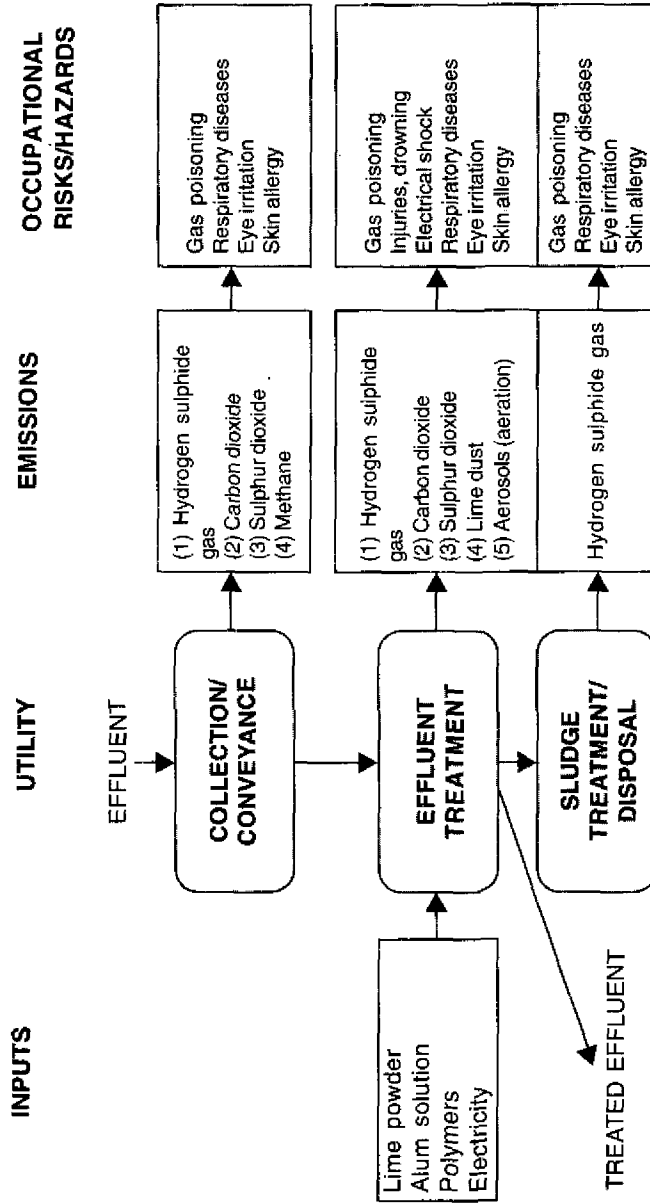 INPUTS
UTILITY
EMISSIONS
OCCUPATIONAL
RISKS/HAZARDS
EFFLUENT
COLLECTION/
CONVEYANCE
(1) Hydrogen sulphide
gas
(2) Carbon dioxide
(3) Sulphur dioxide
(4) Methane
Gas poisoning
Respiratory diseases
Eye irritation
Skin allergy
Lime powder
Alum solution
Polymers
Electricity
EFFLUENT
TREATMENT
(1) Hydrogen sulphide
gas
(2) Carbon dioxide
(3) Sulphur dioxide
(4) Lime dust
(5) Aerosols (aeration)
Gas poisoning
Injuries, drowning
Electrical shock
Respiratory diseases
Eye irritation
Skin allergy
TREATED EFFLUENT
SLUDGE
TREATMENT/
DISPOSAL
Hydrogen sulphide gas
Gas poisoning
Respiratory diseases
Eye irritation
Skin allergy